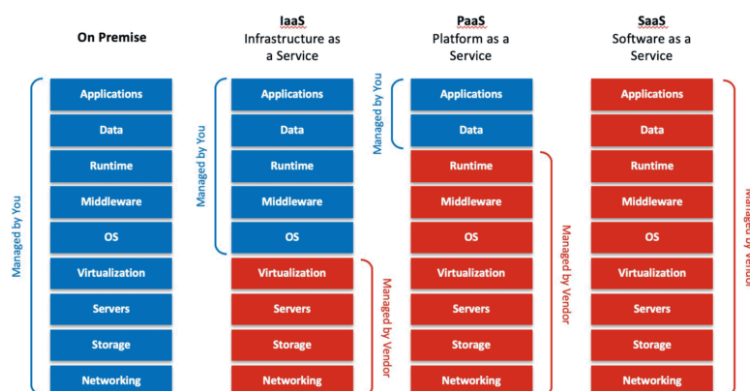 On Premise
IaaS
Infrastructure as
a Service
PaaS
Platform as a
Service
SaaS
Software as a
Service
Managed by You
Applications
Data
Runtime
Middleware
OS
Virtualization
Servers
Storage
Networking
Managed by You
Applications
Data
Runtime
Middleware
OS
Virtualization
Servers
Storage
Networking
Managed by Vendor
Managed by You
Applications
Data
Runtime
Middleware
OS
Virtualization
Servers
Storage
Networking
Managed by Vendor
Applications
Data
Runtime
Middleware
OS
Virtualization
Servers
Storage
Networking
Managed by Vendor